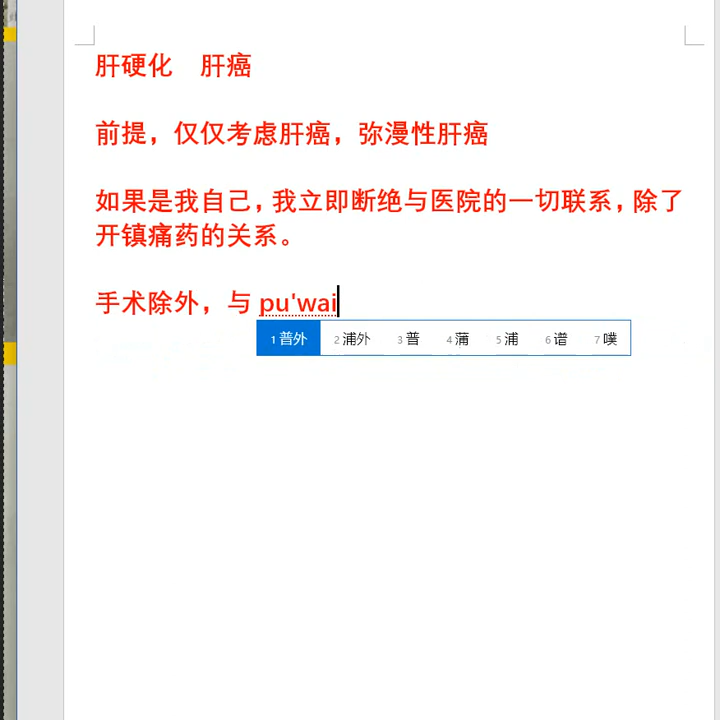 肝硬化　肝癌
前提，仅仅考虑肝癌，弥漫性肝癌
如果是我自己，我立即断绝与医院的一切联系，除了
开镇痛药的关系。
手术除外，与 pu'wai
1 普外 2 浦外 3 普 4 蒲 5 浦 6 谱 7 噗